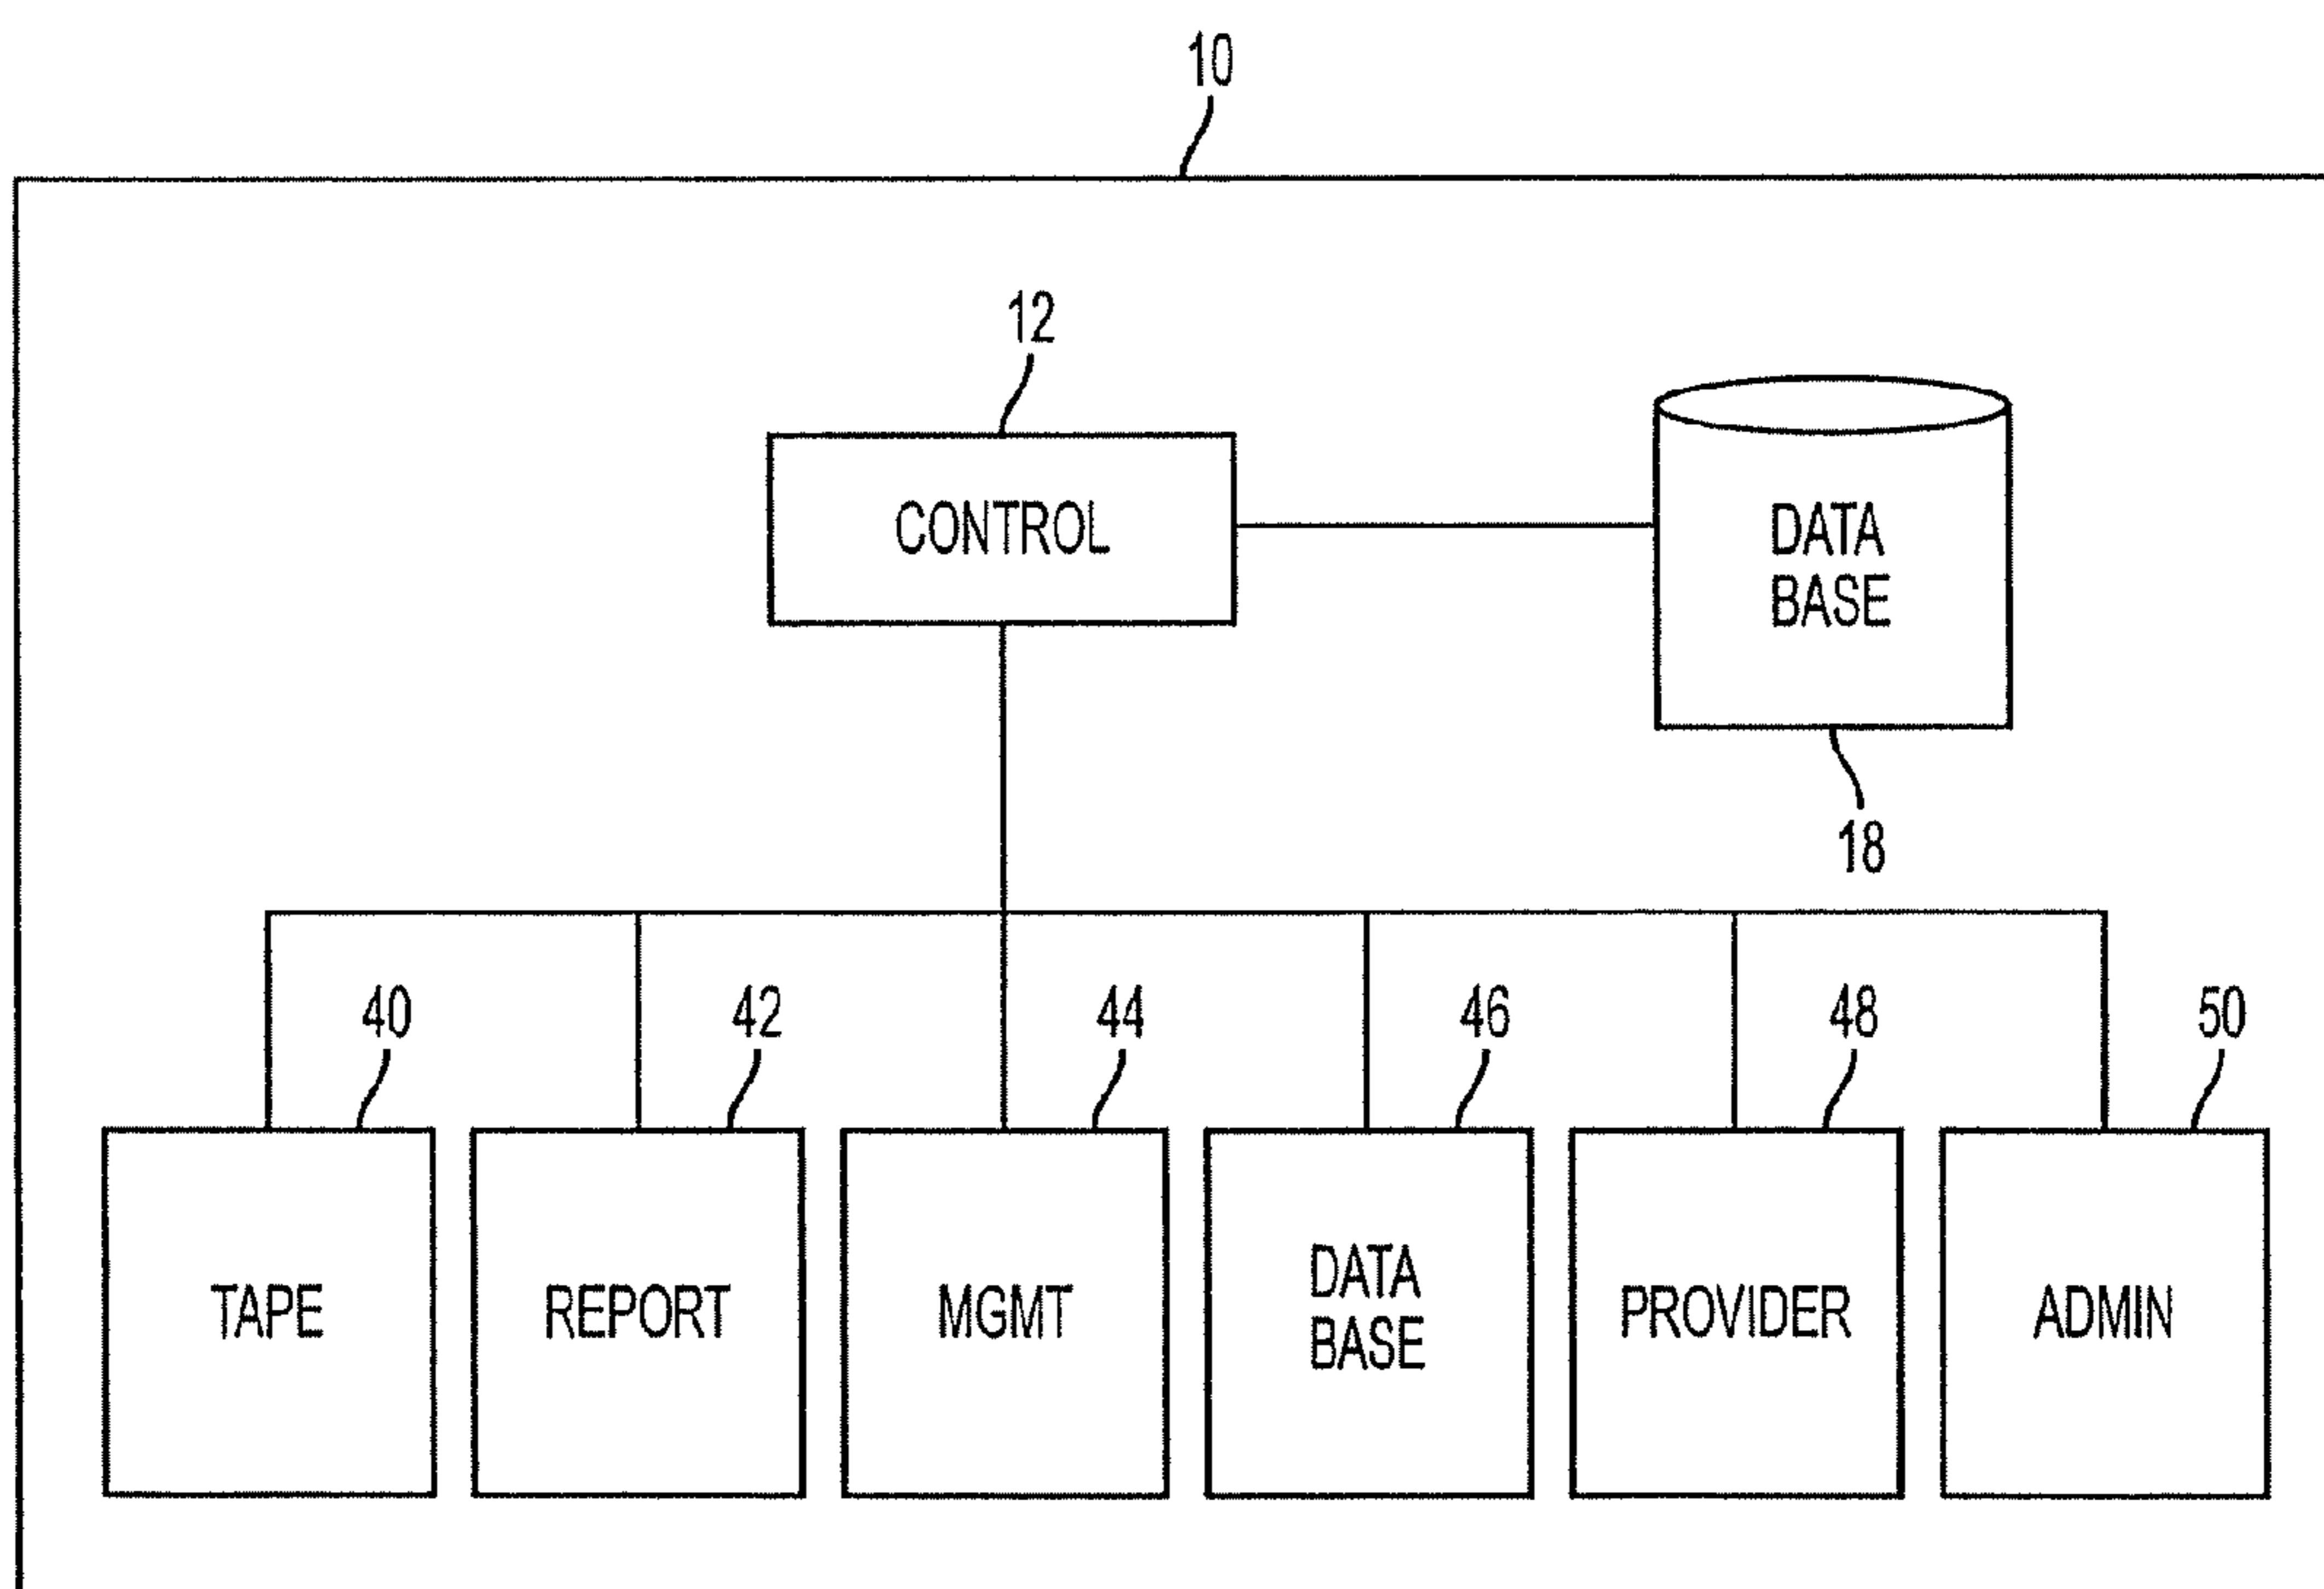 10
12
CONTROL
DATA
BASE
18
40
42
44
46
48
50
TAPE
REPORT
MGMT
DATA
BASE
PROVIDER
ADMIN